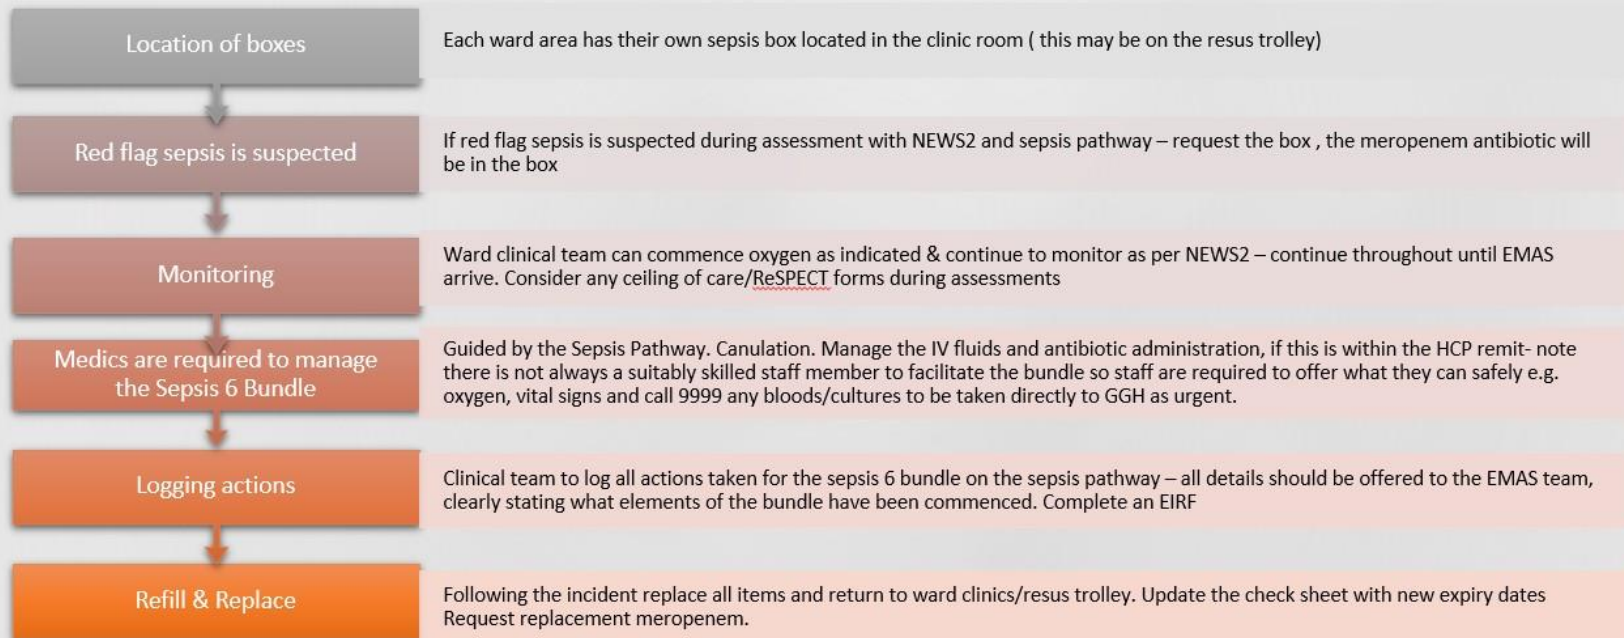 Location of boxes
Each ward area has their own sepsis box located in the clinic room ( this may be on the resus trolley)
Red flag sepsis is suspected
If red flag sepsis is suspected during assessment with NEWS2 and sepsis pathway – request the box , the meropenem antibiotic will
be in the box
Monitoring
Ward clinical team can commence oxygen as indicated & continue to monitor as per NEWS2 – continue throughout until EMAS
arrive. Consider any ceiling of care/ReSPECT forms during assessments
Medics are required to manage
the Sepsis 6 Bundle
Guided by the Sepsis Pathway. Canulation. Manage the IV fluids and antibiotic administration, if this is within the HCP remit- note
there is not always a suitably skilled staff member to facilitate the bundle so staff are required to offer what they can safely e.g.
oxygen, vital signs and call 9999 any bloods/cultures to be taken directly to GGH as urgent.
Logging actions
Clinical team to log all actions taken for the sepsis 6 bundle on the sepsis pathway – all details should be offered to the EMAS team,
clearly stating what elements of the bundle have been commenced. Complete an EIRF
Refill & Replace
Following the incident replace all items and return to ward clinics/resus trolley. Update the check sheet with new expiry dates
Request replacement meropenem.